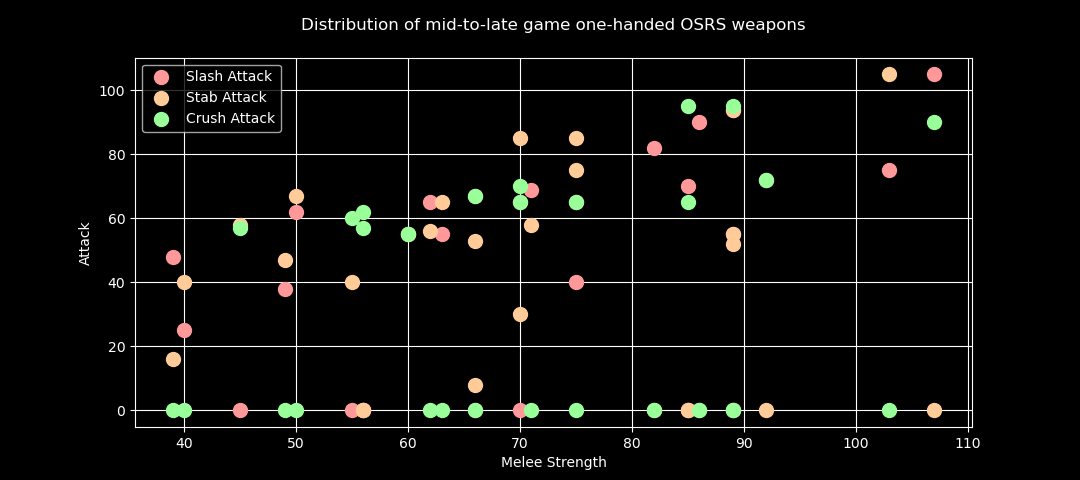 Distribution of mid-to-late game one-handed OSRS weapons
Slash Attack
Stab Attack
Crush Attack
100
80
60
40
20
0
Attack
40 50 60 70 80 90 100 110
Melee Strength